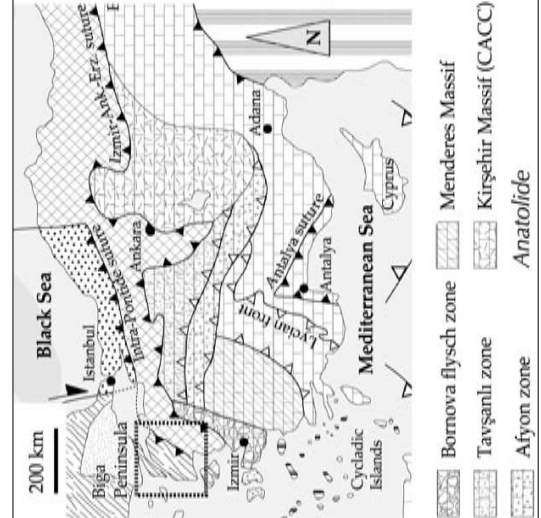 200 km
Black Sea
Istanbul
Biga
Peninsula
Intra-Pontide suture
Izmir-Ank-Erz. suture
Ankara
Izmir
Lycian front
Antalya suture
Antalya
Adana
Cycladic
Islands
Mediterranean Sea
Cyprus
N
Bornova flysch zone
Tavşanlı zone
Afyon zone
Menderes Massif
Kirşehir Massif (CACC)
Anatolide